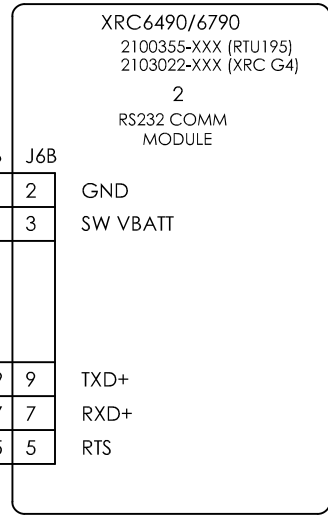 XRC6490/6790
2100355-XXX (RTU195)
2103022-XXX (XRC G4)
2
RS232 COMM
MODULE
J6B
2 GND
3 SW VBATT
9 TXD+
7 RXD+
5 RTS